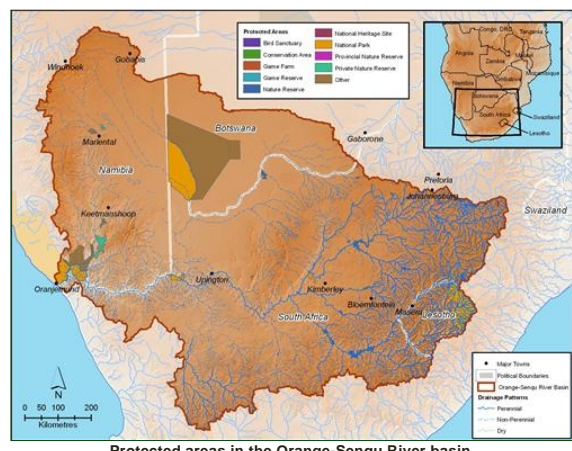 Protected Areas
Bird Sanctuary
Conservation Area
Game Farm
Game Reserve
Nature Reserve
National Heritage Site
National Park
Provincial Nature Reserve
Private Nature Reserve
Other
Congo, DRC
Tanzania
Angola
Zambia
Malawi
Mozambique
Zimbabwe
Namibia
Botswana
South Africa
Swaziland
Lesotho
Windhoek
Gobabis
Botswana
Gaborone
Mariental
Namibia
Pretoria
Johannesburg
Swaziland
Keetmanshoop
Oranjemund
Upington
Kimberley
Bloemfontein
Maseru
Lesotho
South Africa
N
0 50 100 200
Kilometres
Major Towns
Political Boundaries
Orange-Senqu River Basin
Drainage Patterns
Perennial
Non-Perennial
Dry
Protected areas in the Orange-Senqu River basin